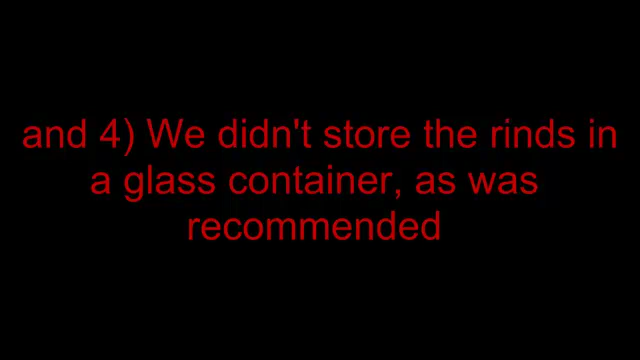 and 4) We didn't store the rinds in
a glass container, as was
recommended